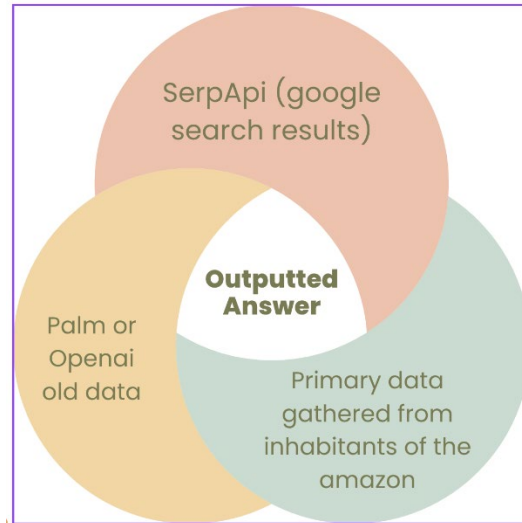 SerpApi (google
search results)
Outputted
Answer
Palm or
Openai
old data
Primary data
gathered from
inhabitants of the
amazon